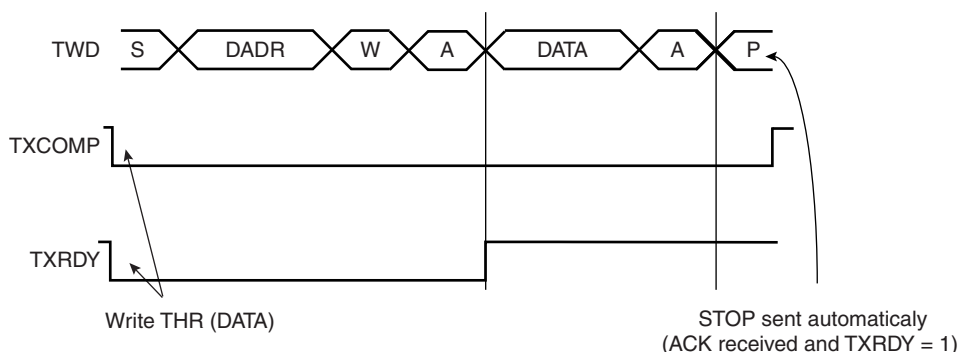 TWD S DADR W A DATA A P
TXCOMP
TXRDY
Write THR (DATA)
STOP sent automaticaly
(ACK received and TXRDY = 1)